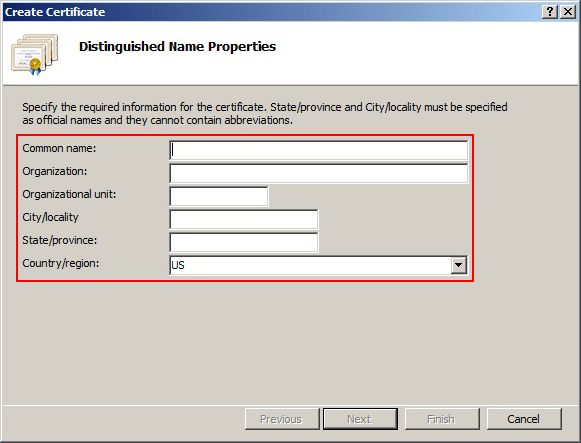 Create Certificate
Distinguished Name Properties
Specify the required information for the certificate. State/province and City/locality must be specified
as official names and they cannot contain abbreviations.
Common name:
Organization:
Organizational unit:
City/locality
State/province:
Country/region: US
Previous Next Finish Cancel